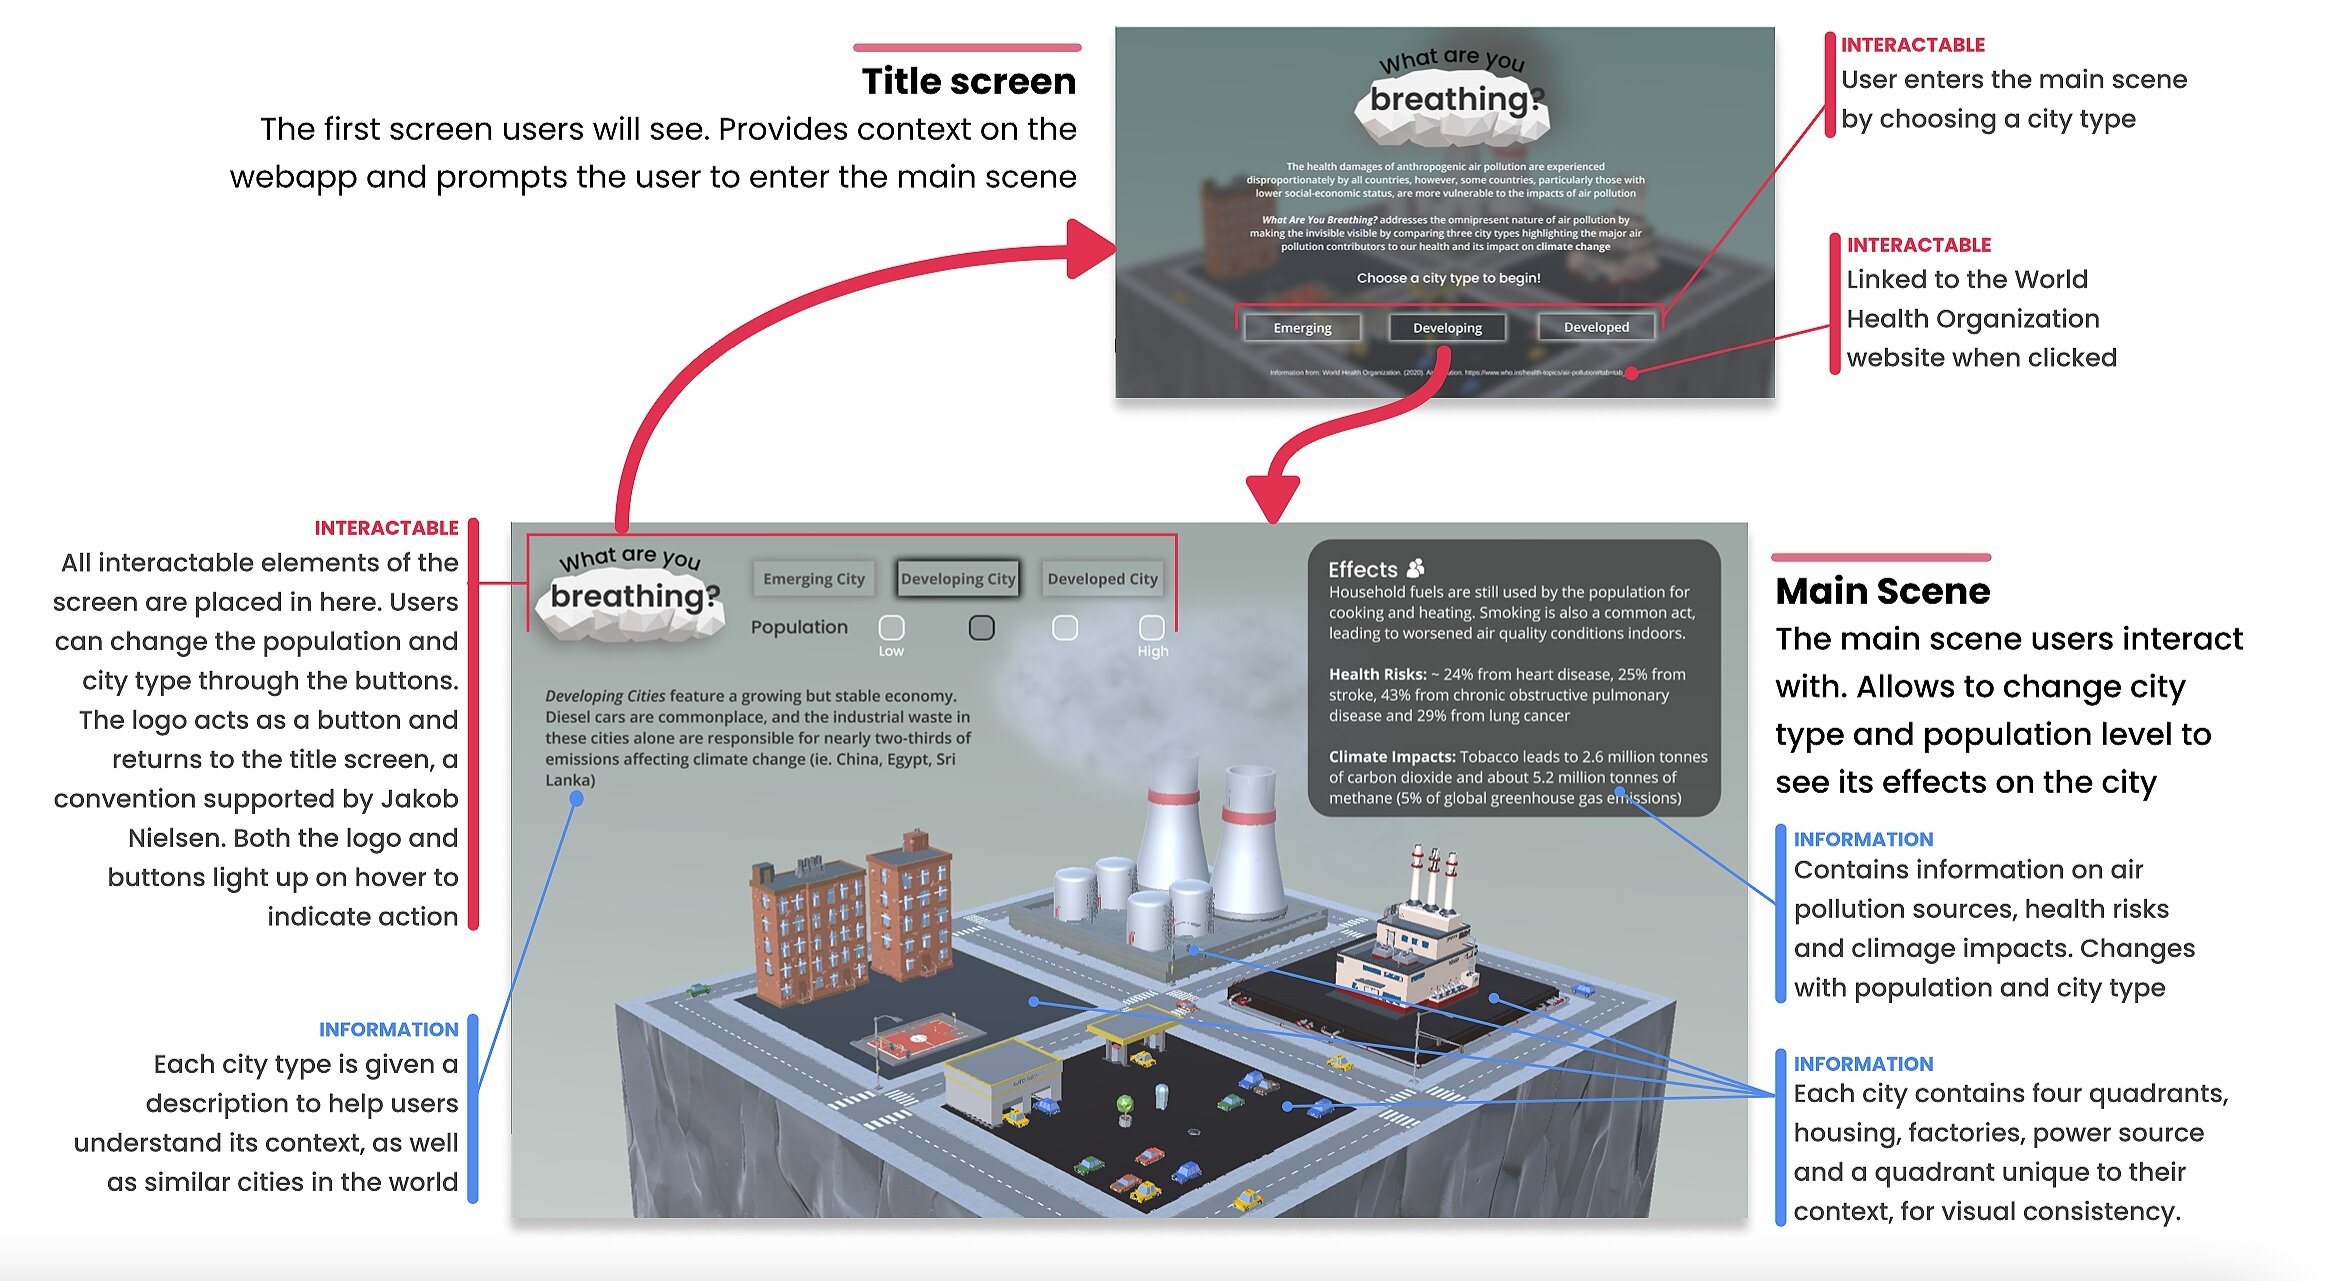 Title screen
The first screen users will see. Provides context on the
webapp and prompts the user to enter the main scene
What are you
breathing?
The health damages of anthropogenic air pollution are experienced
disproportionately by all countries, however, some countries, particularly those with
lower social-economic status, are more vulnerable to the impacts of air pollution
What Are You Breathing? addresses the omnipresent nature of air pollution by
making the invisible visible by comparing three city types highlighting the major air
pollution contributors to our health and its impact on climate change
Choose a city type to begin!
Emerging
Developing
Developed
Information from: World Health Organization. (2020). https://www.who.int/health-topics/air-pollution#tab=tab
INTERACTABLE
User enters the main scene
by choosing a city type
INTERACTABLE
Linked to the World
Health Organization
website when clicked
INTERACTABLE
All interactable elements of the
screen are placed in here. Users
can change the population and
city type through the buttons.
The logo acts as a button and
returns to the title screen, a
convention supported by Jakob
Nielsen. Both the logo and
buttons light up on hover to
indicate action
INFORMATION
Each city type is given a
description to help users
understand its context, as well
as similar cities in the world
What are you
breathing?
Emerging City
Developing City
Developed City
Population
Low
High
Developing Cities feature a growing but stable economy.
Diesel cars are commonplace, and the industrial waste in
these cities alone are responsible for nearly two-thirds of
emissions affecting climate change (ie. China, Egypt, Sri
Lanka)
Effects
Household fuels are still used by the population for
cooking and heating. Smoking is also a common act,
leading to worsened air quality conditions indoors.
Health Risks: ~ 24% from heart disease, 25% from
stroke, 43% from chronic obstructive pulmonary
disease and 29% from lung cancer
Climate Impacts: Tobacco leads to 2.6 million tonnes
of carbon dioxide and about 5.2 million tonnes of
methane (5% of global greenhouse gas emissions)
Main Scene
The main scene users interact
with. Allows to change city
type and population level to
see its effects on the city
INFORMATION
Contains information on air
pollution sources, health risks
and climage impacts. Changes
with population and city type
INFORMATION
Each city contains four quadrants,
housing, factories, power source
and a quadrant unique to their
context, for visual consistency.